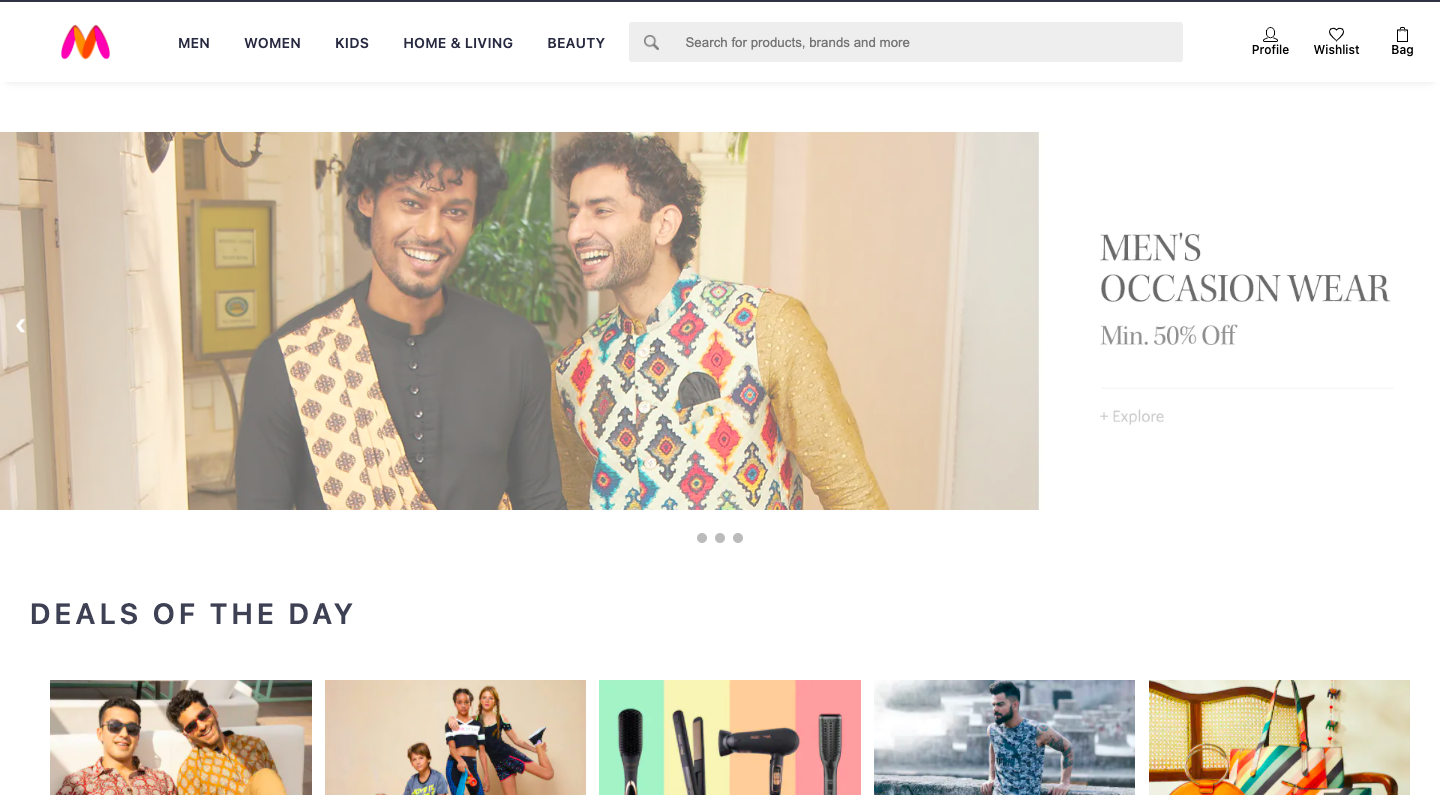 MEN
WOMEN
KIDS
HOME & LIVING
BEAUTY
Search for products, brands and more
Profile
Wishlist
Bag
MEN'S
OCCASION WEAR
Min. 50% Off
+ Explore
DEALS OF THE DAY